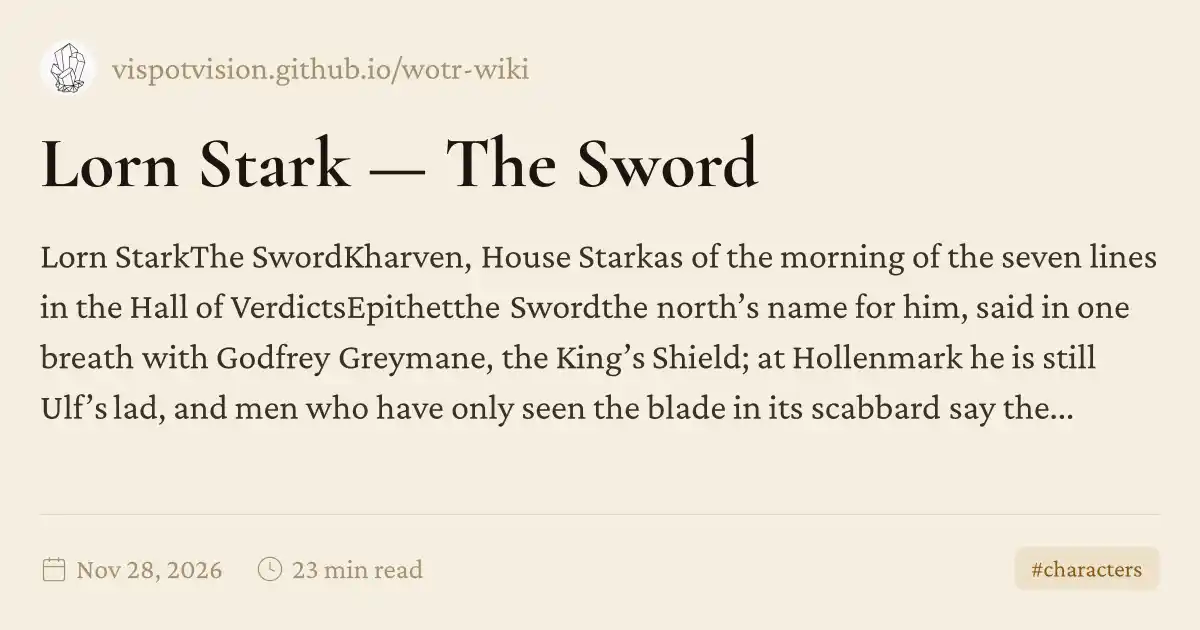 vispotvision.github.io/wotr-wiki
Lorn Stark — The Sword
Lorn StarkThe SwordKharven, House Starkas of the morning of the seven lines
in the Hall of VerdictsEpithetthe Swordthe north’s name for him, said in one
breath with Godfrey Greymane, the King’s Shield; at Hollenmark he is still
Ulf’s lad, and men who have only seen the blade in its scabbard say the...
Nov 28, 2026
23 min read
#characters